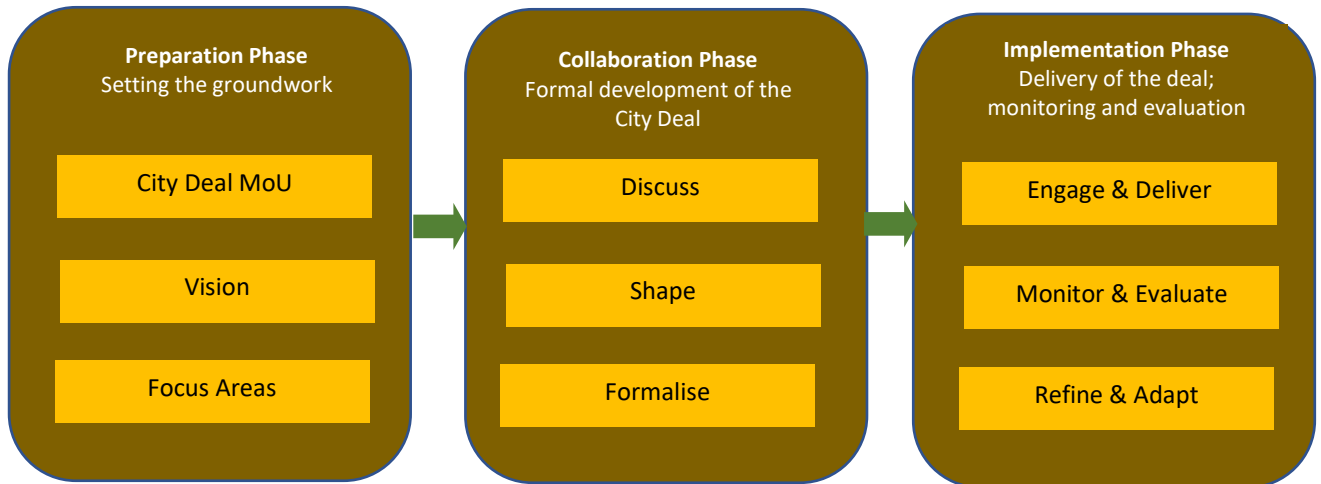 Preparation Phase
Setting the groundwork
City Deal MoU
Vision
Focus Areas
Collaboration Phase
Formal development of the
City Deal
Discuss
Shape
Formalise
Implementation Phase
Delivery of the deal;
monitoring and evaluation
Engage & Deliver
Monitor & Evaluate
Refine & Adapt